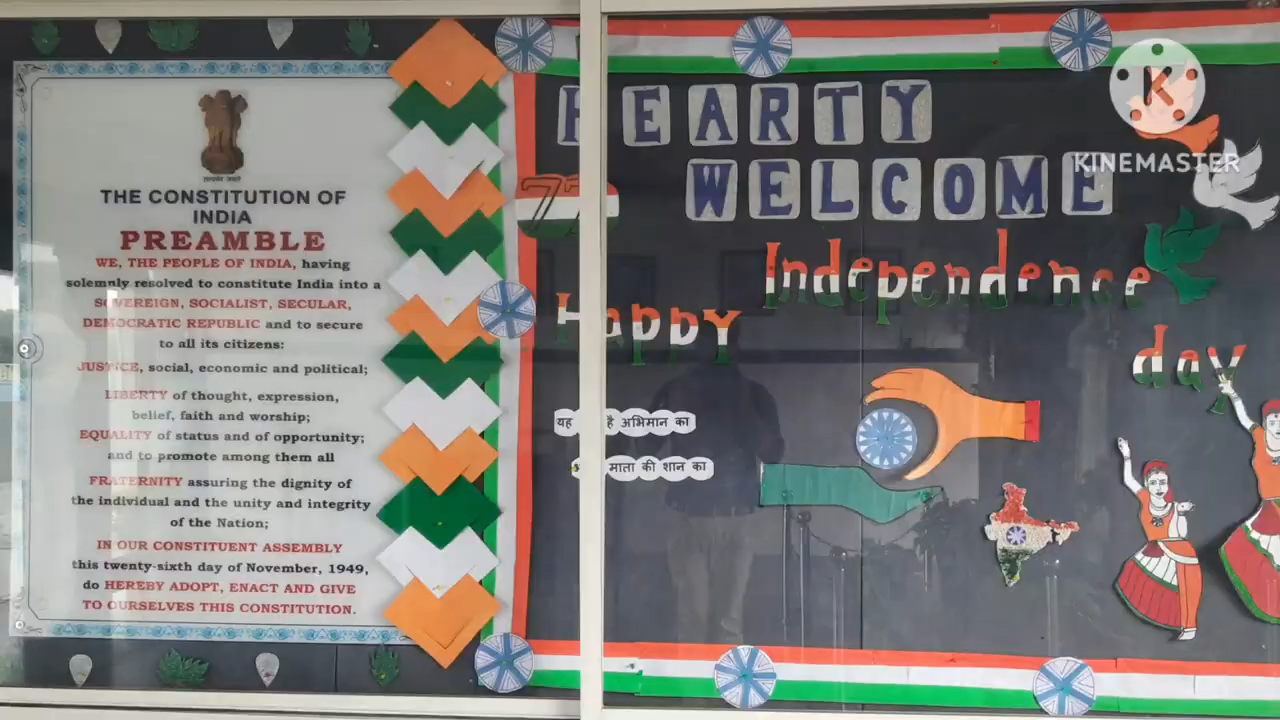 सत्यमेव जयते
THE CONSTITUTION OF
INDIA
PREAMBLE
WE, THE PEOPLE OF INDIA, having
solemnly resolved to constitute India into a
SOVEREIGN, SOCIALIST, SECULAR,
DEMOCRATIC REPUBLIC and to secure
to all its citizens:
JUSTICE, social, economic and political;
LIBERTY of thought, expression,
belief, faith and worship;
EQUALITY of status and of opportunity;
and to promote among them all
FRATERNITY assuring the dignity of
the individual and the unity and integrity
of the Nation;
IN OUR CONSTITUENT ASSEMBLY
this twenty-sixth day of November, 1949,
do HEREBY ADOPT, ENACT AND GIVE
TO OURSELVES THIS CONSTITUTION.
HEARTY
WELCOME
77
Happy Independence
day
यह है अभिमान का
माता की शान का
K
KINEMASTER